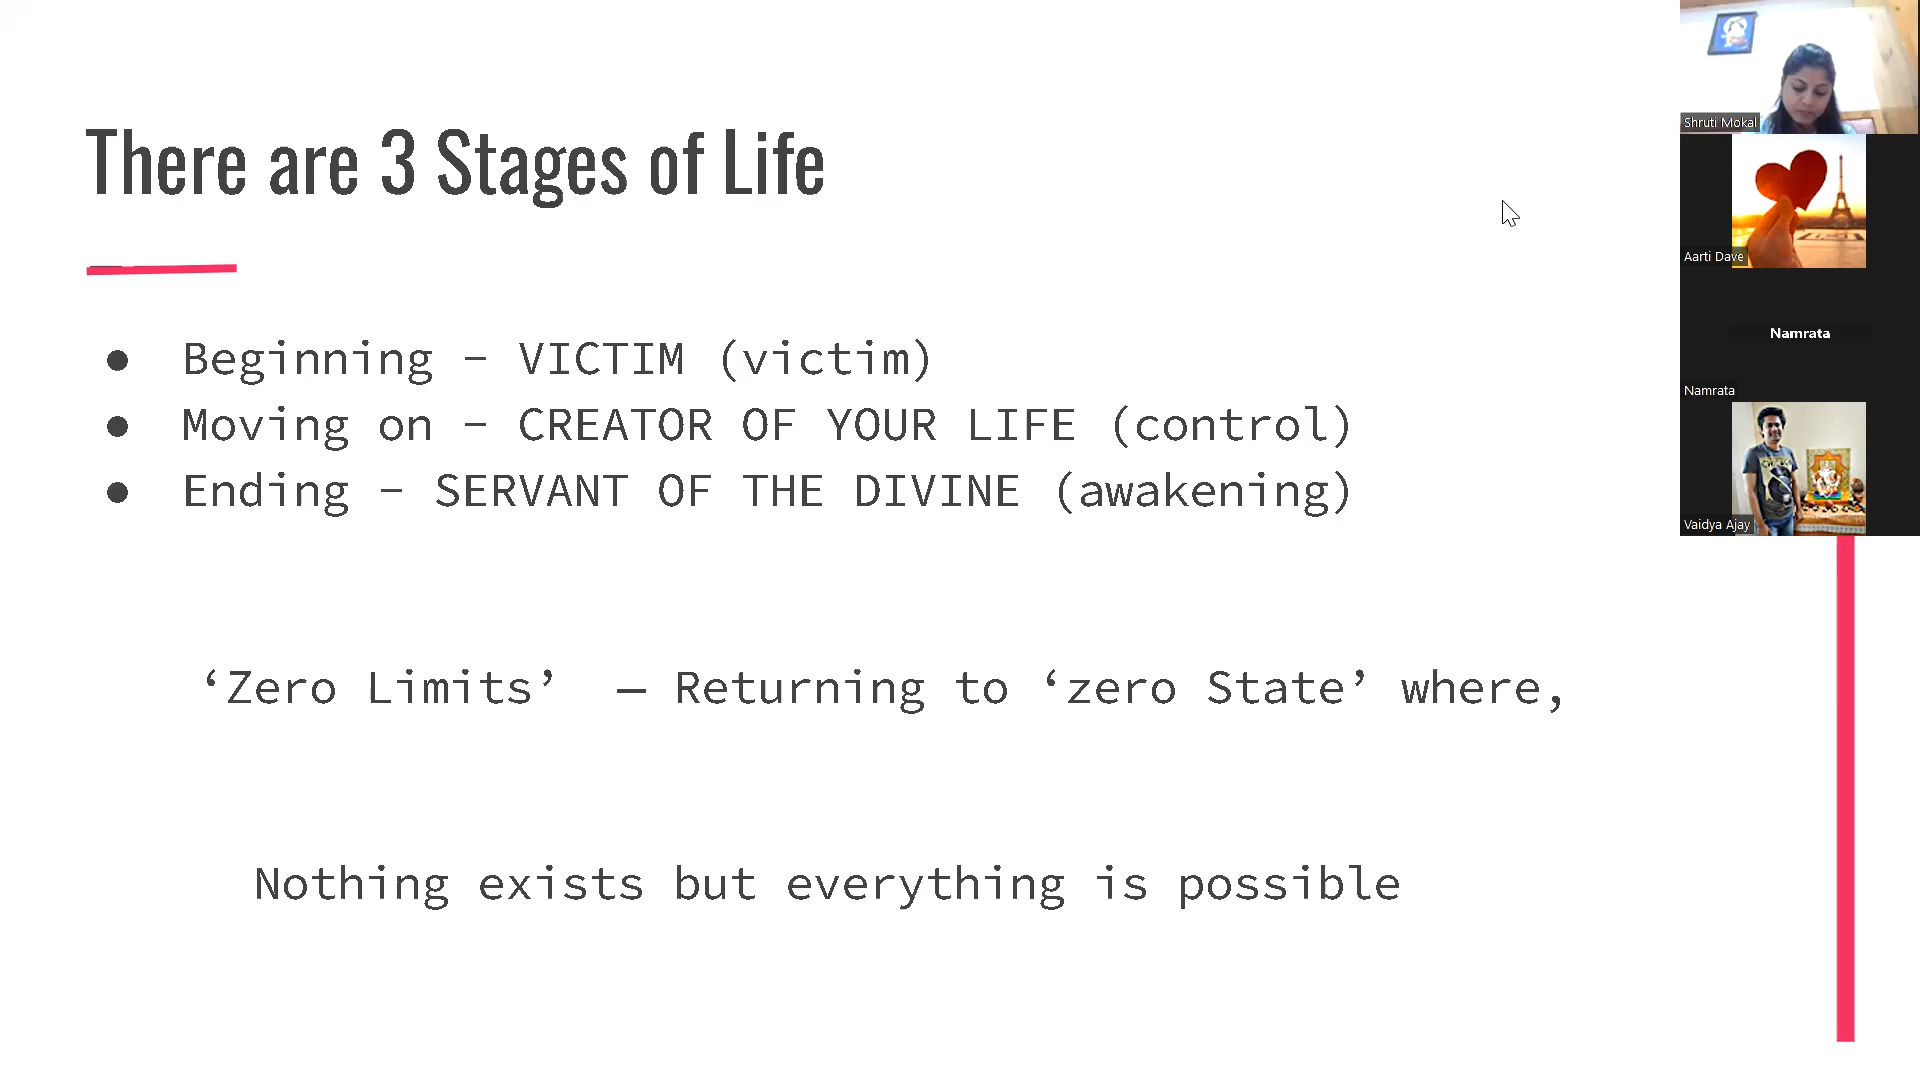 There are 3 Stages of Life
● Beginning – VICTIM (victim)
● Moving on – CREATOR OF YOUR LIFE (control)
● Ending – SERVANT OF THE DIVINE (awakening)
‘Zero Limits’ — Returning to ‘zero State’ where,
Nothing exists but everything is possible
Shruti Mokal
Aarti Dave
Namrata
Namrata
Vaidya Ajay